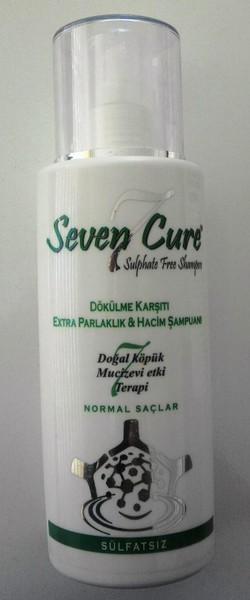 Seven 7 Cure
Sulphate Free Shampoo
DÖKÜLME KARŞITI
EXTRA PARLAKLIK & HACİM ŞAMPUANI
7
Doğal köpük
Mucizevi etki
Terapi
NORMAL SAÇLAR
SÜLFATSIZ